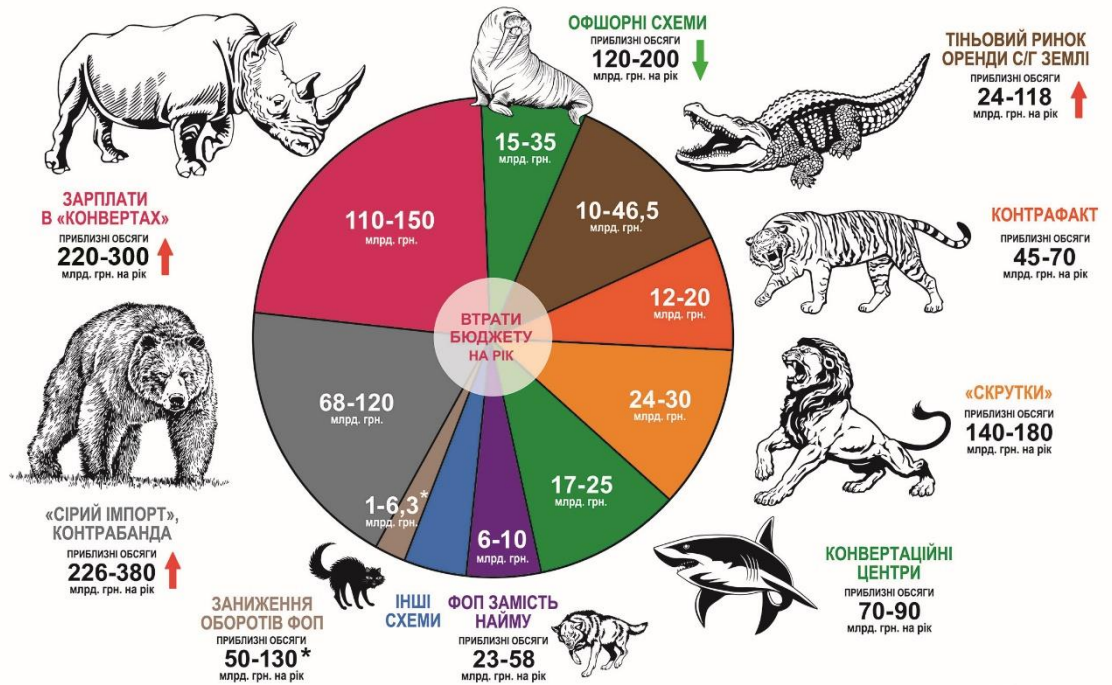 ОФШОРНІ СХЕМИ
ПРИБЛИЗНІ ОБСЯГИ
120-200
млрд. грн. на рік
ТІНЬОВИЙ РИНОК
ОРЕНДИ С/Г ЗЕМЛІ
ПРИБЛИЗНІ ОБСЯГИ
24-118
млрд. грн. на рік
15-35
млрд. грн.
10-46,5
млрд. грн.
110-150
млрд. грн.
ЗАРПЛАТИ
В «КОНВЕРТАХ»
ПРИБЛИЗНІ ОБСЯГИ
220-300
млрд. грн. на рік
КОНТРАФАКТ
ПРИБЛИЗНІ ОБСЯГИ
45-70
млрд. грн. на рік
12-20
млрд. грн.
ВТРАТИ
БЮДЖЕТУ
НА РІК
68-120
млрд. грн.
24-30
млрд. грн.
«СКРУТКИ»
ПРИБЛИЗНІ ОБСЯГИ
140-180
млрд. грн. на рік
17-25
млрд. грн.
1-6,3*
млрд. грн.
6-10
млрд. грн.
«СІРИЙ ІМПОРТ»,
КОНТРАБАНДА
ПРИБЛИЗНІ ОБСЯГИ
226-380
млрд. грн. на рік
КОНВЕРТАЦІЙНІ
ЦЕНТРИ
ПРИБЛИЗНІ ОБСЯГИ
70-90
млрд. грн. на рік
ЗАНИЖЕННЯ
ОБОРОТІВ ФОП
ПРИБЛИЗНІ ОБСЯГИ
50-130*
млрд. грн. на рік
ІНШІ
СХЕМИ
ФОП ЗАМІСТЬ
НАЙМУ
ПРИБЛИЗНІ ОБСЯГИ
23-58
млрд. грн. на рік